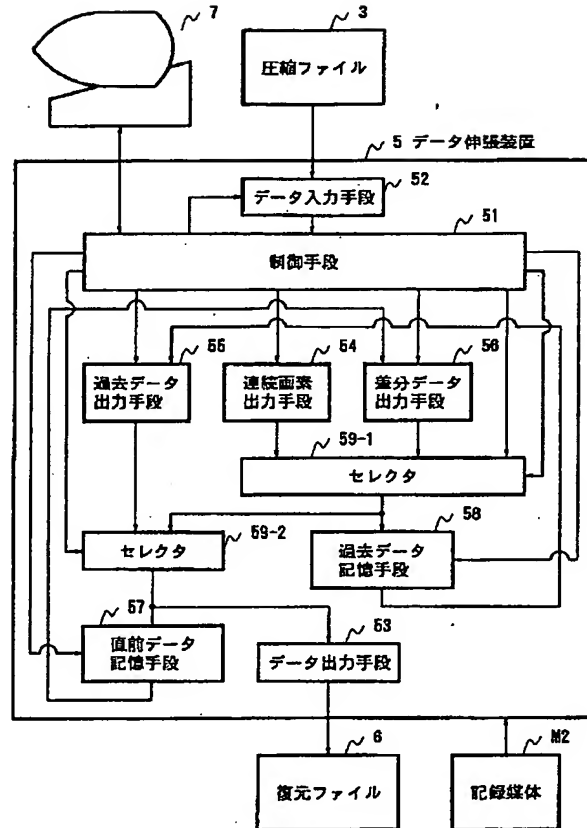 7
3
圧縮ファイル
5 データ伸張装置
52
データ入力手段
51
制御手段
55
過去データ
出力手段
54
連続画素
出力手段
56
差分データ
出力手段
59-1
セレクタ
59-2
セレクタ
58
過去データ
記憶手段
57
直前データ
記憶手段
53
データ出力手段
6
復元ファイル
M2
記録媒体